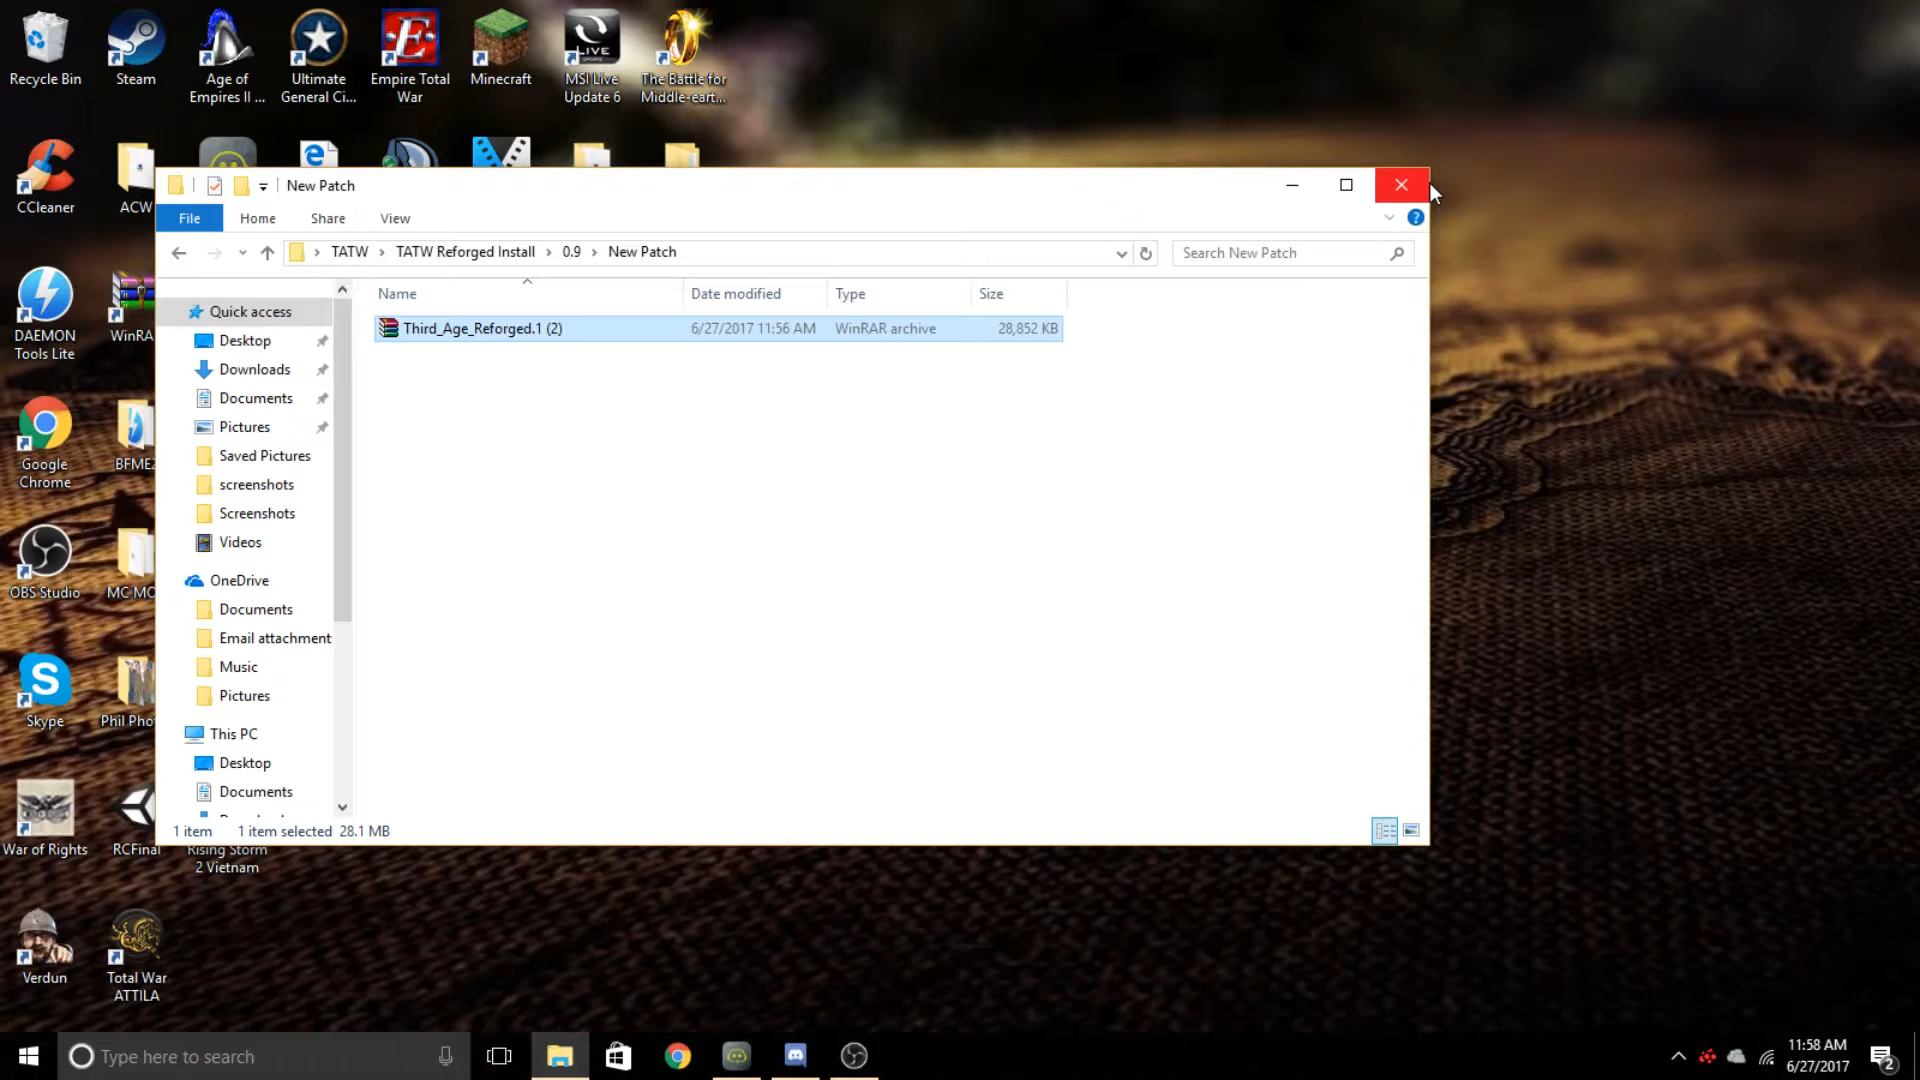 Recycle Bin
Steam
Age of
Empires II ...
Ultimate
General Ci...
Empire Total
War
Minecraft
LIVE
UPDATE 6
MSI Live
Update 6
The Battle for
Middle-eart...
CCleaner
ACW
New Patch
File
Home
Share
View
TATW
TATW Reforged Install
0.9
New Patch
Search New Patch
Name
Date modified
Type
Size
Third_Age_Reforged.1 (2)
6/27/2017 11:56 AM
WinRAR archive
28,852 KB
DAEMON
Tools Lite
WinRA
Quick access
Desktop
Downloads
Documents
Pictures
Saved Pictures
screenshots
Screenshots
Videos
OneDrive
Documents
Email attachment
Music
Pictures
This PC
Desktop
Documents
Google
Chrome
BFME2
OBS Studio
MC MO
Skype
Phil Pho
1 item
1 item selected
28.1 MB
War of Rights
RCFinal
Rising Storm
2 Vietnam
Verdun
Total War
ATTILA
Type here to search
11:58 AM
6/27/2017
2